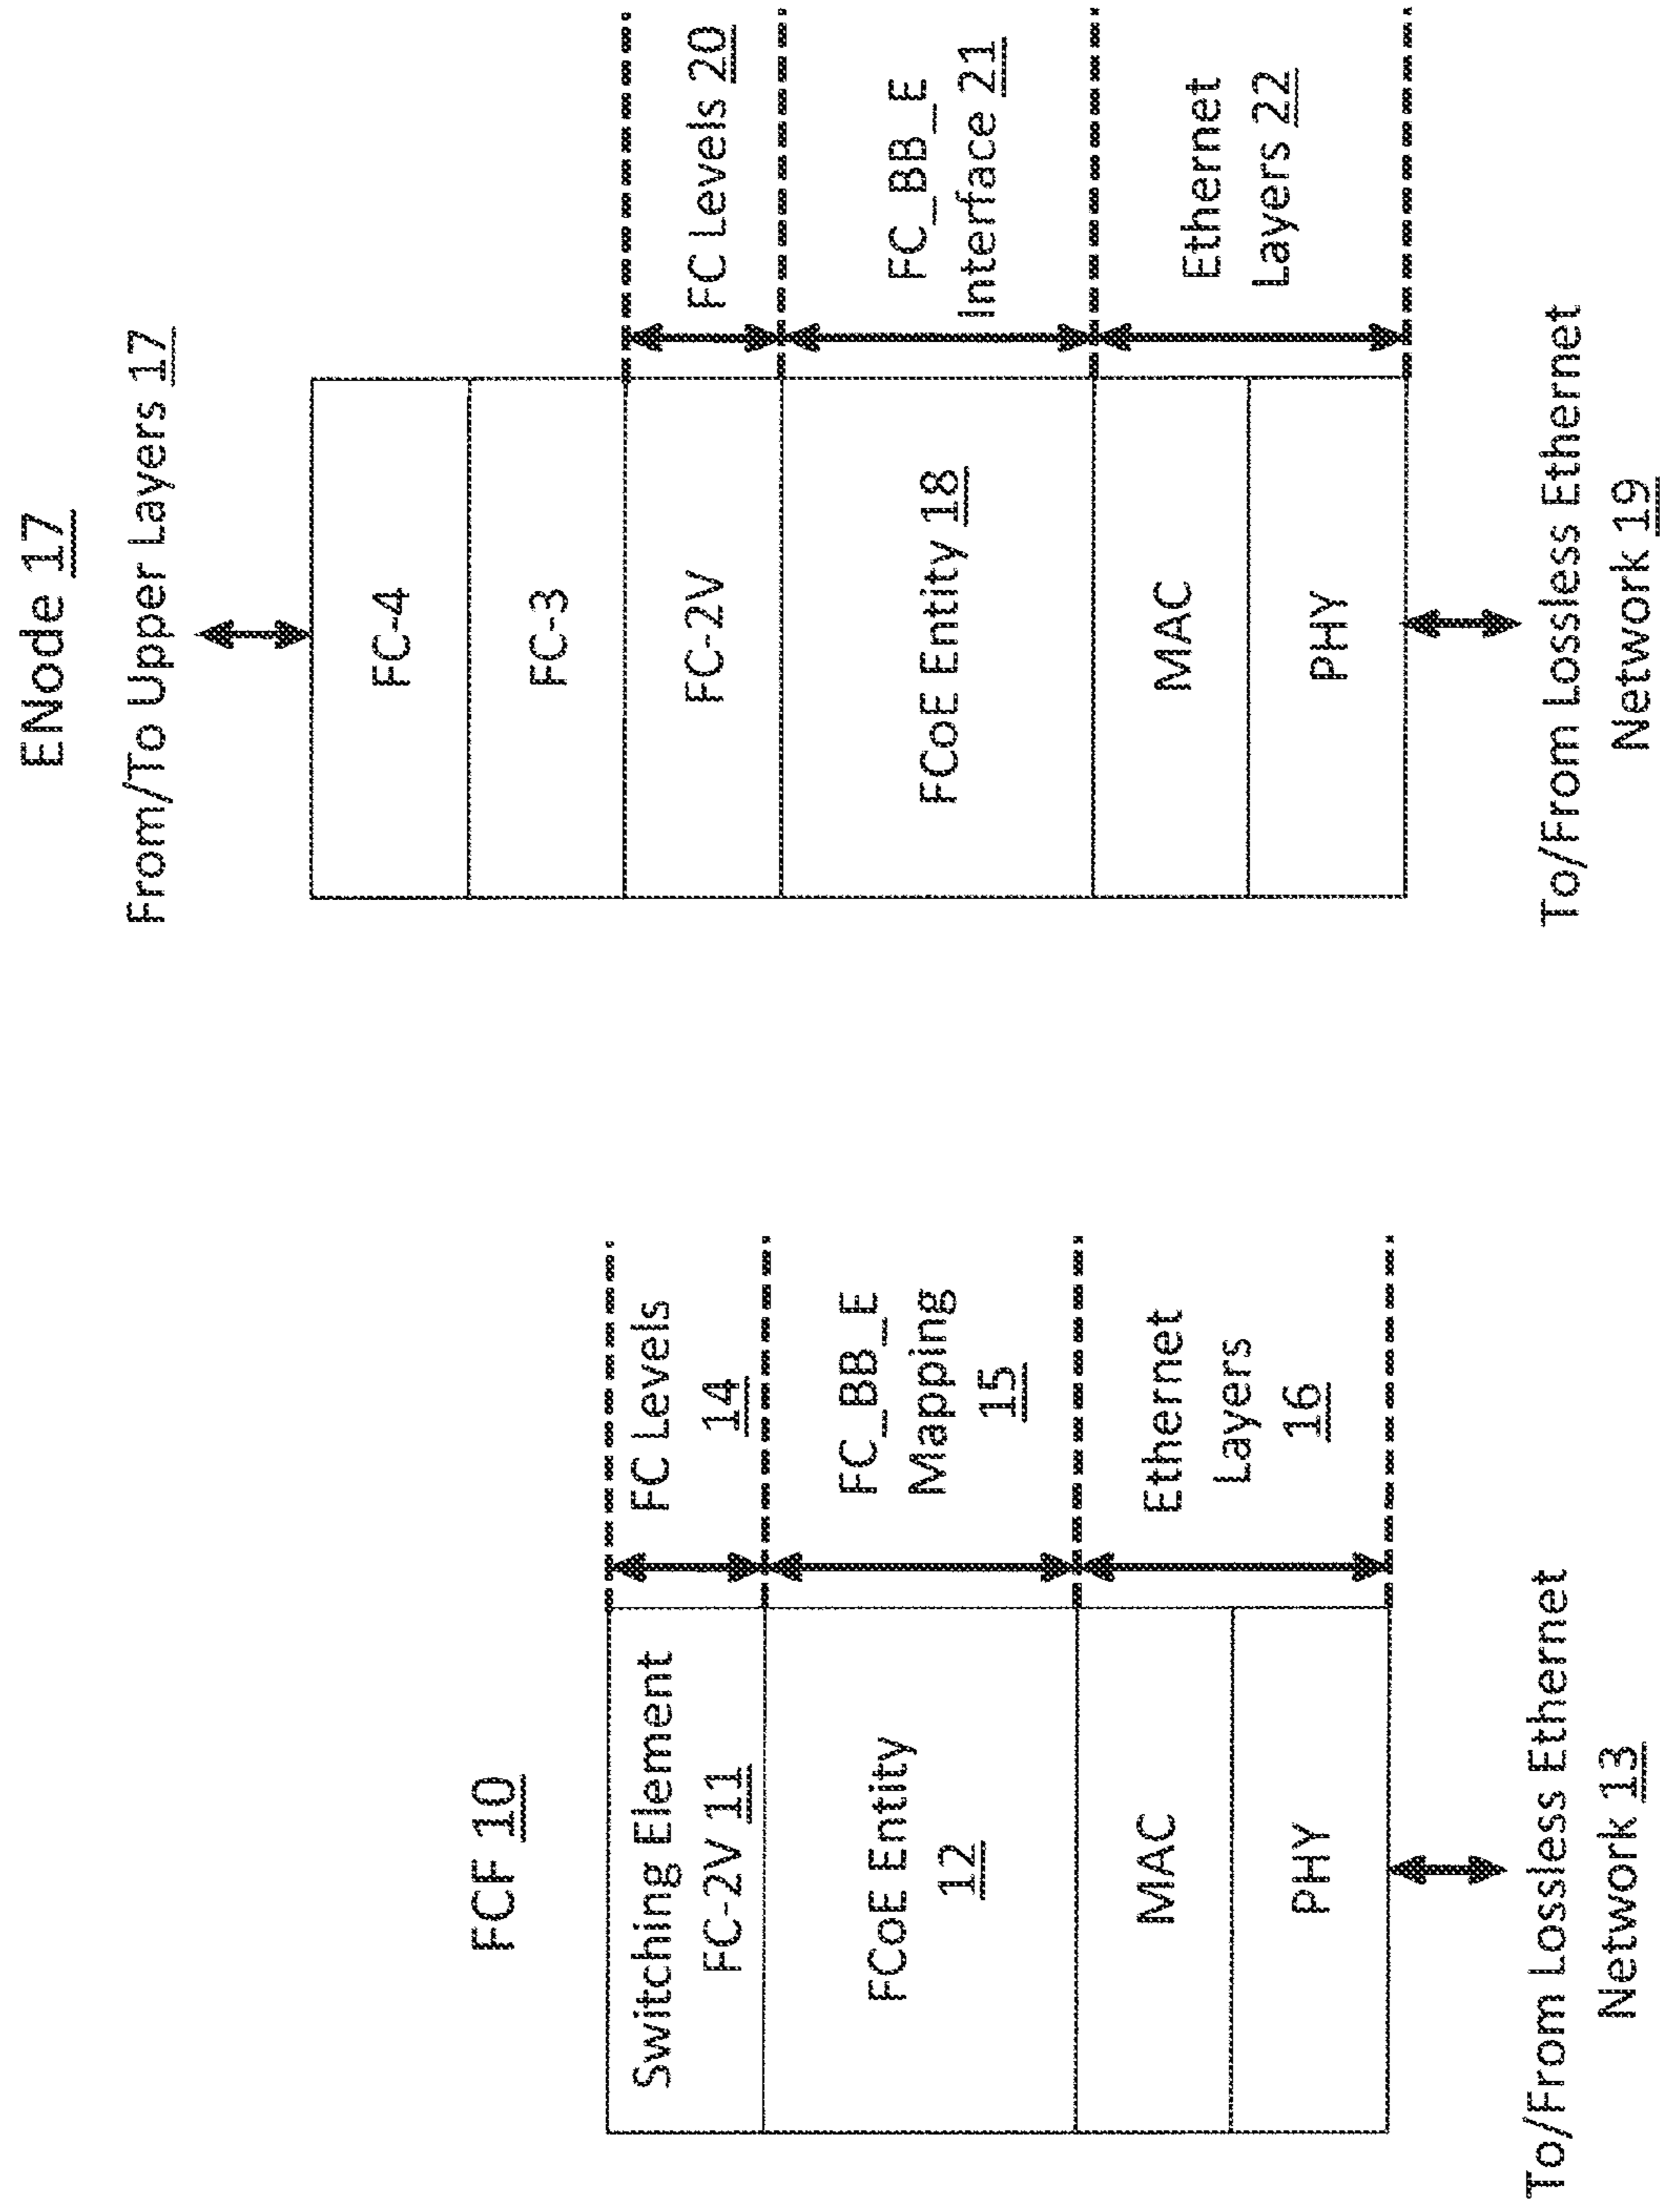 FCF 10
Switching Element
FC-2V 11
FCoE Entity
12
MAC
PHY
FC Levels
14
FC_BB_E
Mapping
15
Ethernet
Layers
16
To/From Lossless Ethernet
Network 13
ENode 17
From/To Upper Layers 17
FC-4
FC-3
FC-2V
FCoE Entity 18
MAC
PHY
FC Levels 20
FC_BB_E
Interface 21
Ethernet
Layers 22
To/From Lossless Ethernet
Network 19